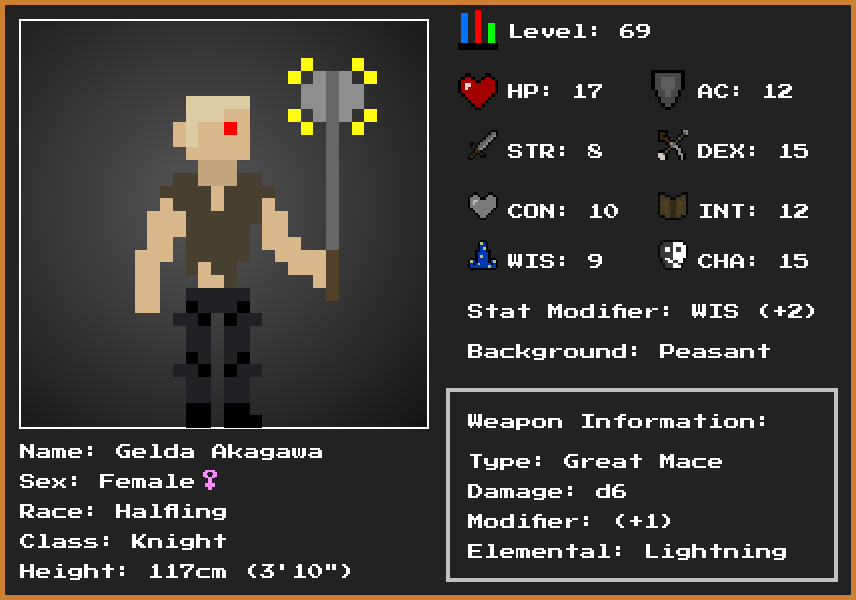 Level: 69
HP: 17
AC: 12
STR: 8
DEX: 15
CON: 10
INT: 12
WIS: 9
CHA: 15
Stat Modifier: WIS (+2)
Background: Peasant
Weapon Information:
Type: Great Mace
Damage: d6
Modifier: (+1)
Elemental: Lightning
Name: Gelda Akagawa
Sex: Female♀
Race: Halfling
Class: Knight
Height: 117cm (3'10")